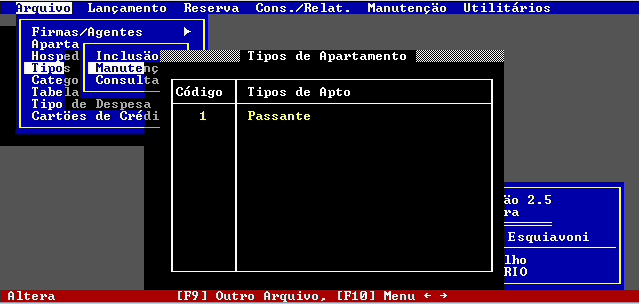 Arquivo Lançamento Reserva Cons./Relat. Manutenção Utilitários
Firmas/Agentes
Aparta
Hosped
Tipos
Catego
Tabela
Tipo de Despesa
Cartões de Crédi
Inclusão
Manutenç
Consulta
Tipos de Apartamento
Código Tipos de Apto
1 Passante
ão 2.5
ra
Esquiavoni
lho
RIO
Altera [F9] Outro Arquivo, [F10] Menu ← →